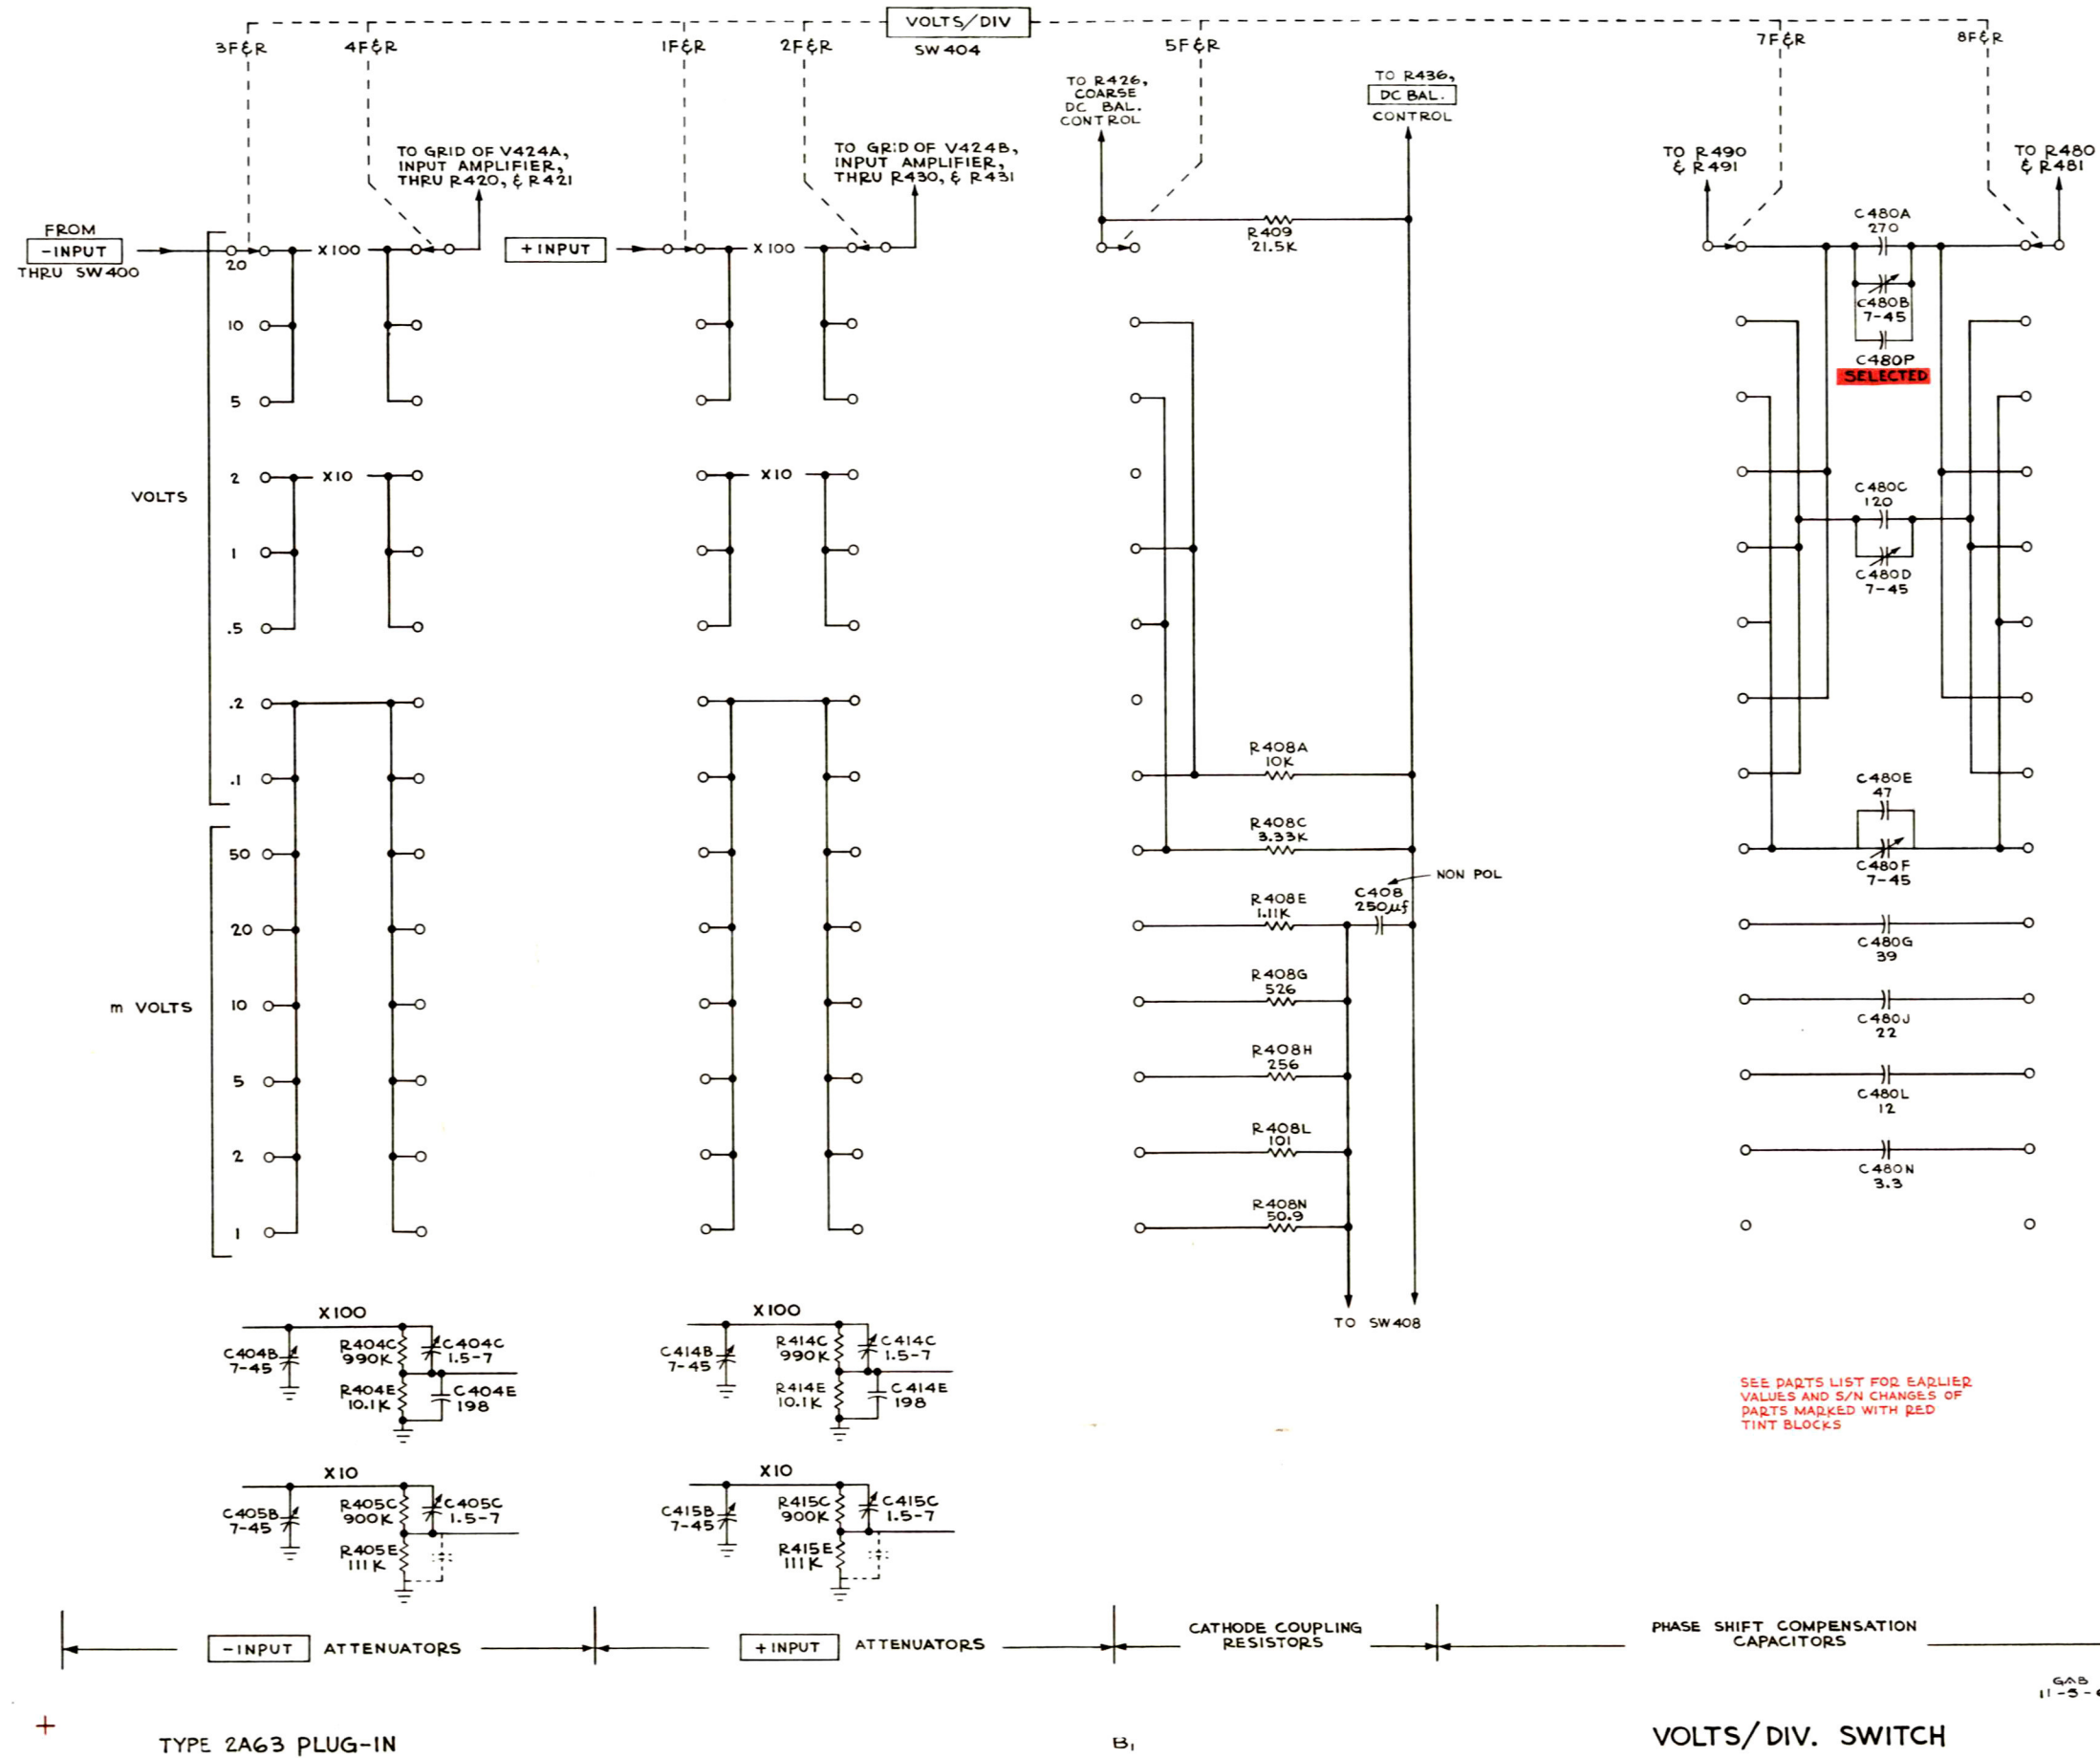 VOLTS/DIV
SW 404
3F&R
4F&R
1F&R
2F&R
5F&R
7F&R
8F&R
TO GRID OF V424A,
INPUT AMPLIFIER,
THRU R420, & R421
TO GRID OF V424B,
INPUT AMPLIFIER,
THRU R430, & R431
TO R426,
COARSE
DC BAL.
CONTROL
TO R436,
DC BAL.
CONTROL
TO R490
& R491
TO R480
& R481
FROM
-INPUT
THRU SW400
+INPUT
VOLTS
20
10
5
2
1
.5
.2
.1
m VOLTS
50
20
10
5
2
1
X100
X10
X100
X10
R409
21.5K
R408A
10K
R408C
3.33K
R408E
1.11K
C408
250µf
NON POL
R408G
526
R408H
256
R408L
101
R408N
50.9
TO SW408
C480A
270
C480B
7-45
C480P
SELECTED
C480C
120
C480D
7-45
C480E
47
C480F
7-45
C480G
39
C480J
22
C480L
12
C480N
3.3
X100
C404B
7-45
R404C
990K
C404C
1.5-7
R404E
10.1K
C404E
198
X100
C414B
7-45
R414C
990K
C414C
1.5-7
R414E
10.1K
C414E
198
X10
C405B
7-45
R405C
900K
C405C
1.5-7
R405E
111K
X10
C415B
7-45
R415C
900K
C415C
1.5-7
R415E
111K
SEE PARTS LIST FOR EARLIER
VALUES AND S/N CHANGES OF
PARTS MARKED WITH RED
TINT BLOCKS
-INPUT ATTENUATORS
+INPUT ATTENUATORS
CATHODE COUPLING
RESISTORS
PHASE SHIFT COMPENSATION
CAPACITORS
GAB
11-5-
TYPE 2A63 PLUG-IN
B1
VOLTS/DIV. SWITCH